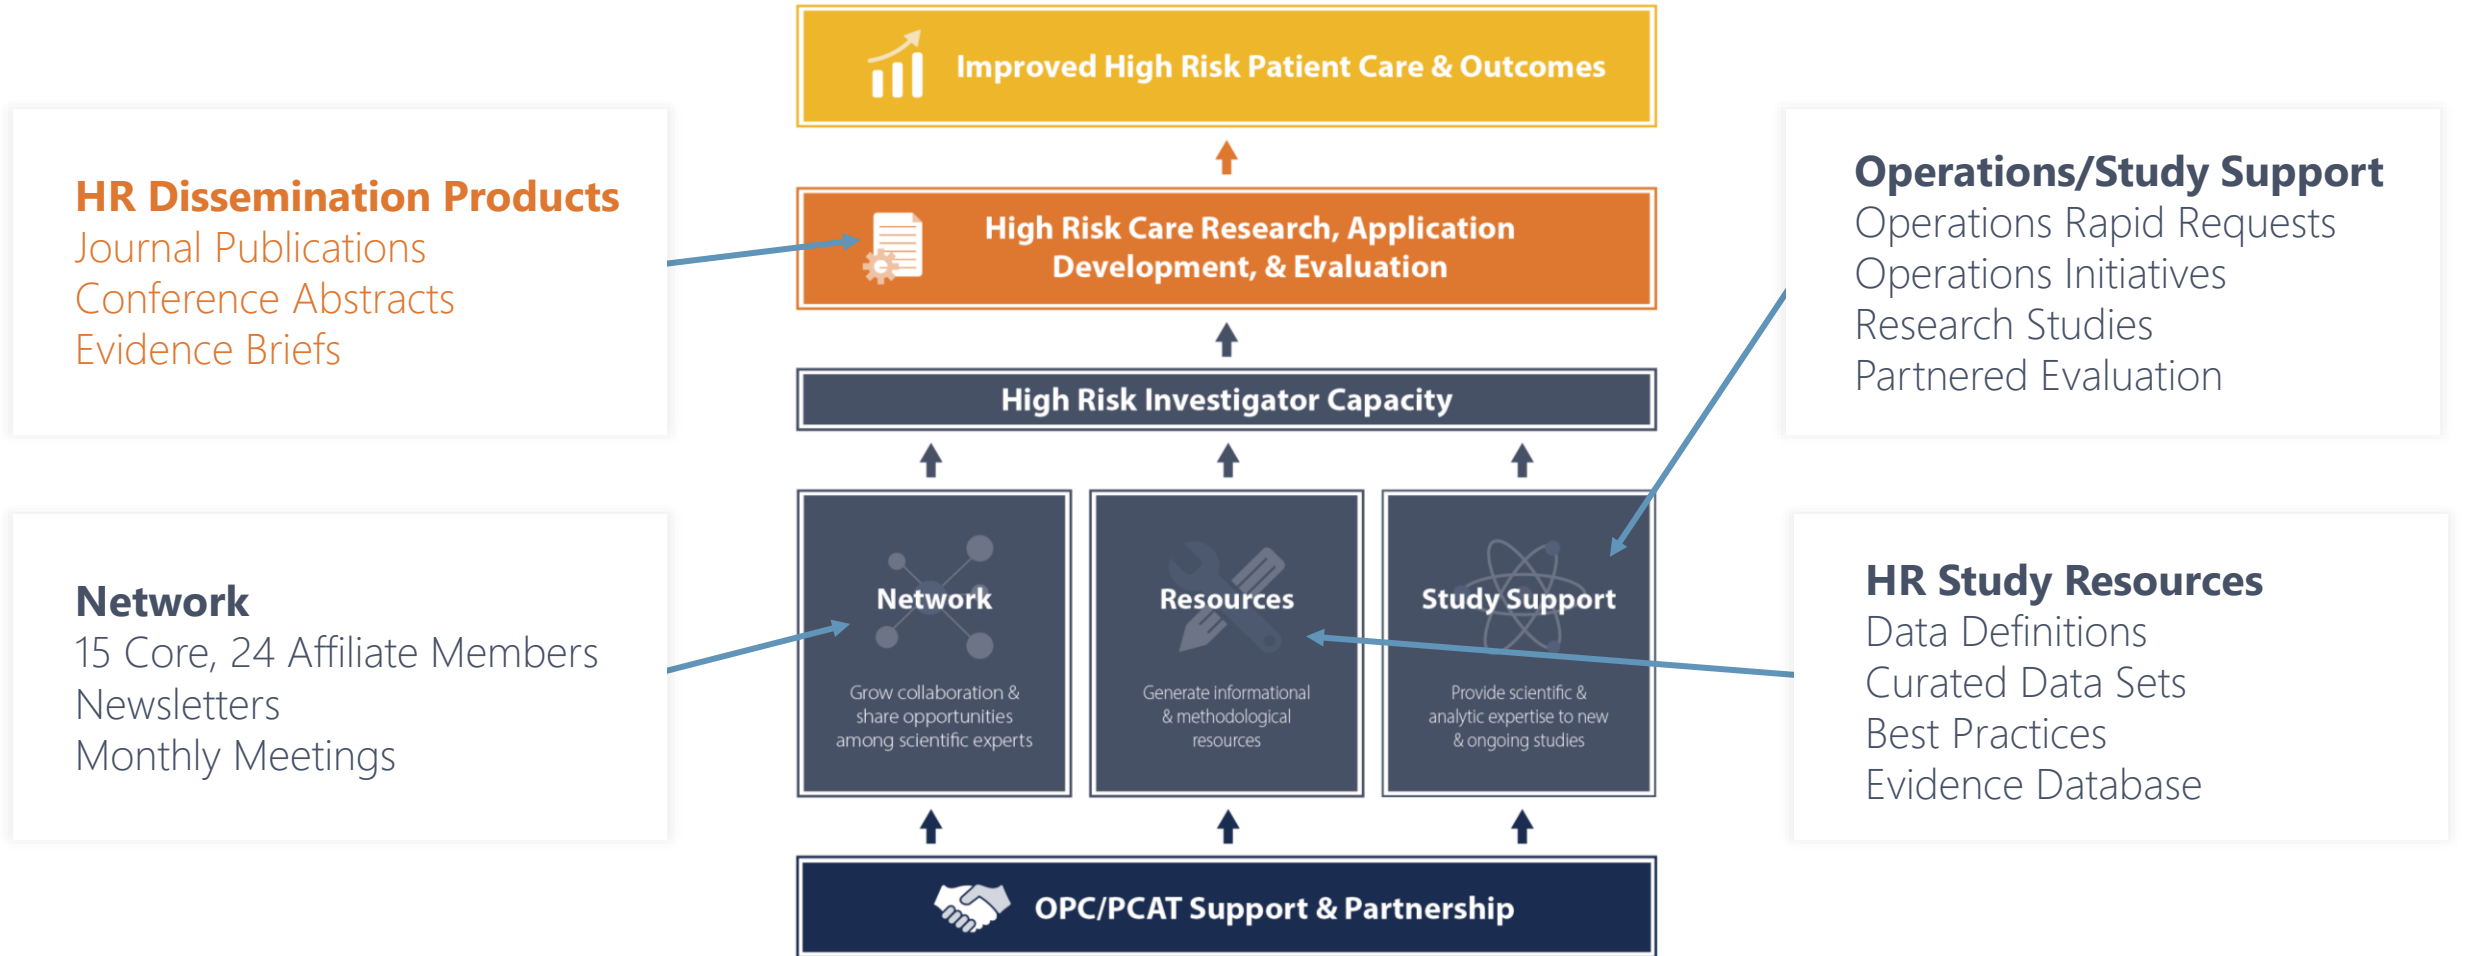 Improved High Risk Patient Care & Outcomes
HR Dissemination Products
Journal Publications
Conference Abstracts
Evidence Briefs
High Risk Care Research, Application
Development, & Evaluation
Operations/Study Support
Operations Rapid Requests
Operations Initiatives
Research Studies
Partnered Evaluation
High Risk Investigator Capacity
Network
15 Core, 24 Affiliate Members
Newsletters
Monthly Meetings
Network
Grow collaboration &
share opportunities
among scientific experts
Resources
Generate informational
& methodological
resources
Study Support
Provide scientific &
analytic expertise to new
& ongoing studies
HR Study Resources
Data Definitions
Curated Data Sets
Best Practices
Evidence Database
OPC/PCAT Support & Partnership